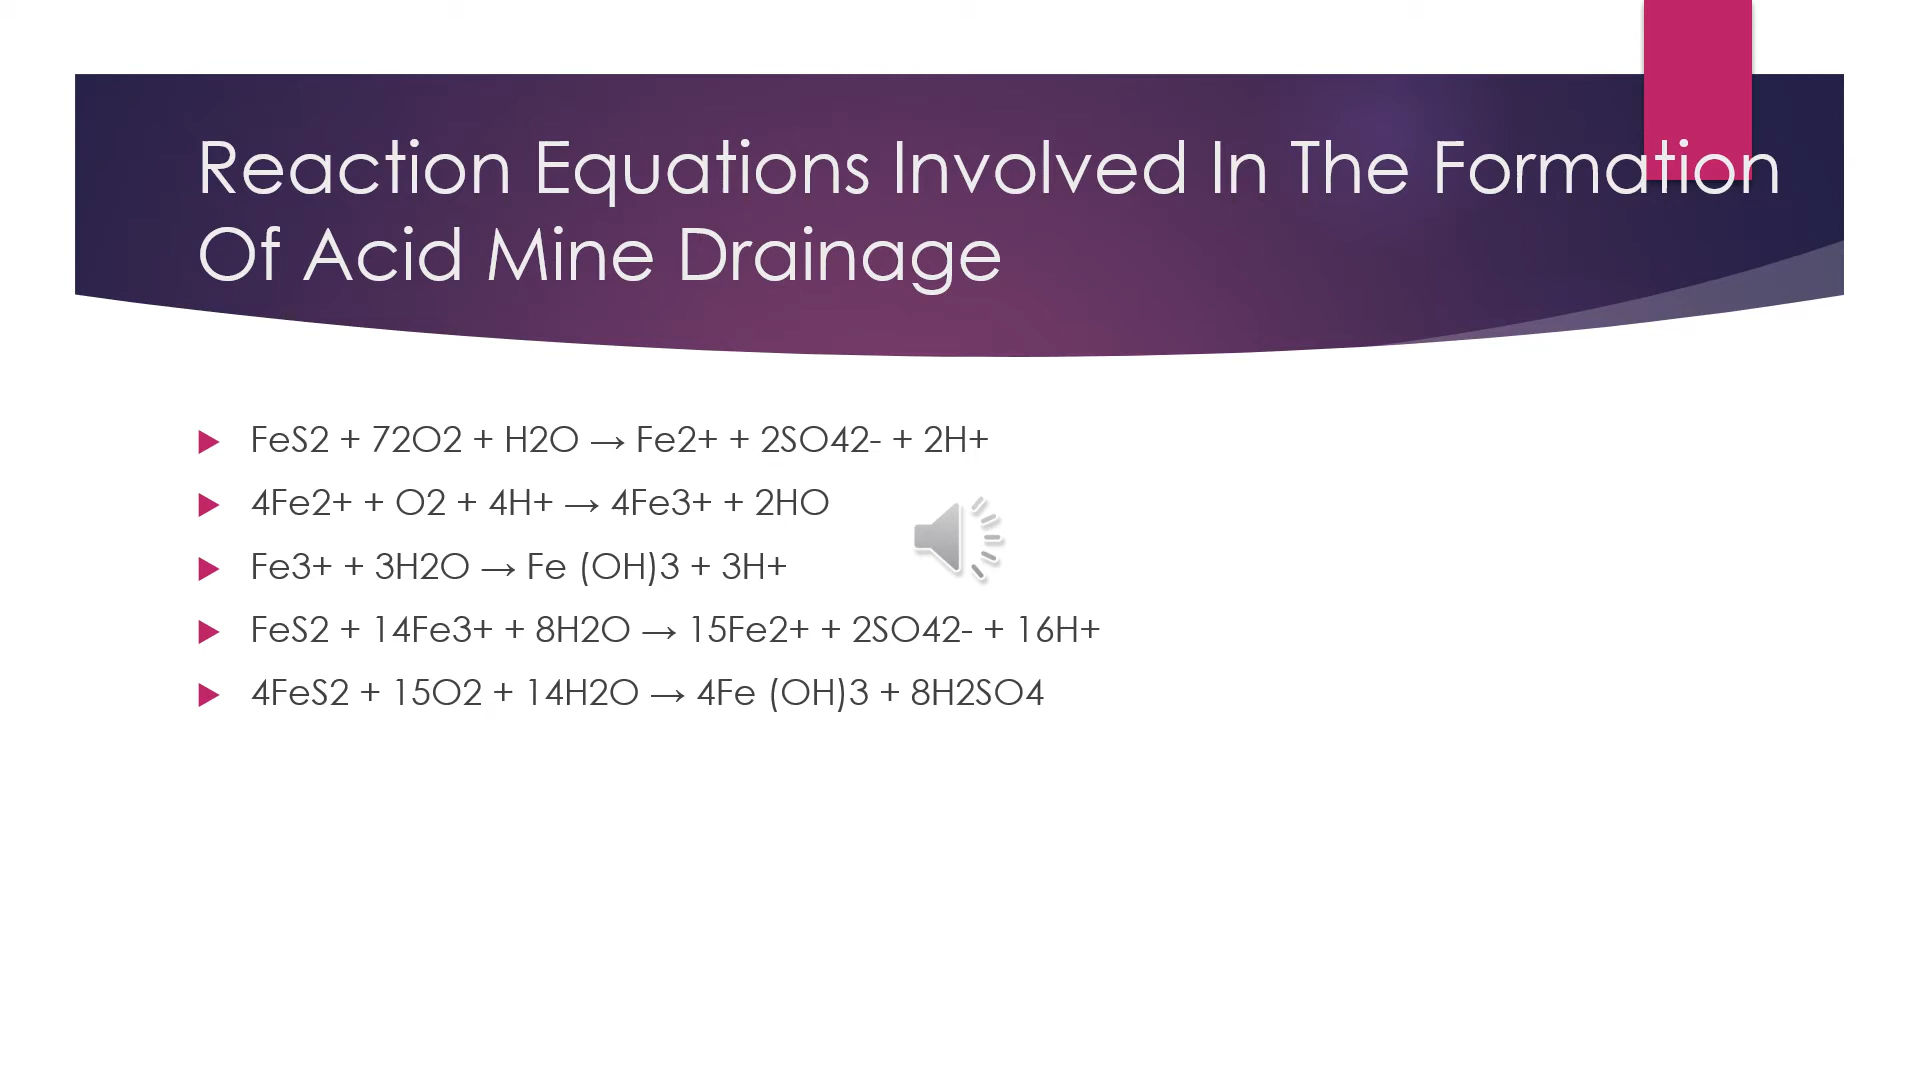 Reaction Equations Involved In The Formation
Of Acid Mine Drainage
FeS2 + 72O2 + H2O → Fe2+ + 2SO42- + 2H+
4Fe2+ + O2 + 4H+ → 4Fe3+ + 2HO
Fe3+ + 3H2O → Fe (OH)3 + 3H+
FeS2 + 14Fe3+ + 8H2O → 15Fe2+ + 2SO42- + 16H+
4FeS2 + 15O2 + 14H2O → 4Fe (OH)3 + 8H2SO4